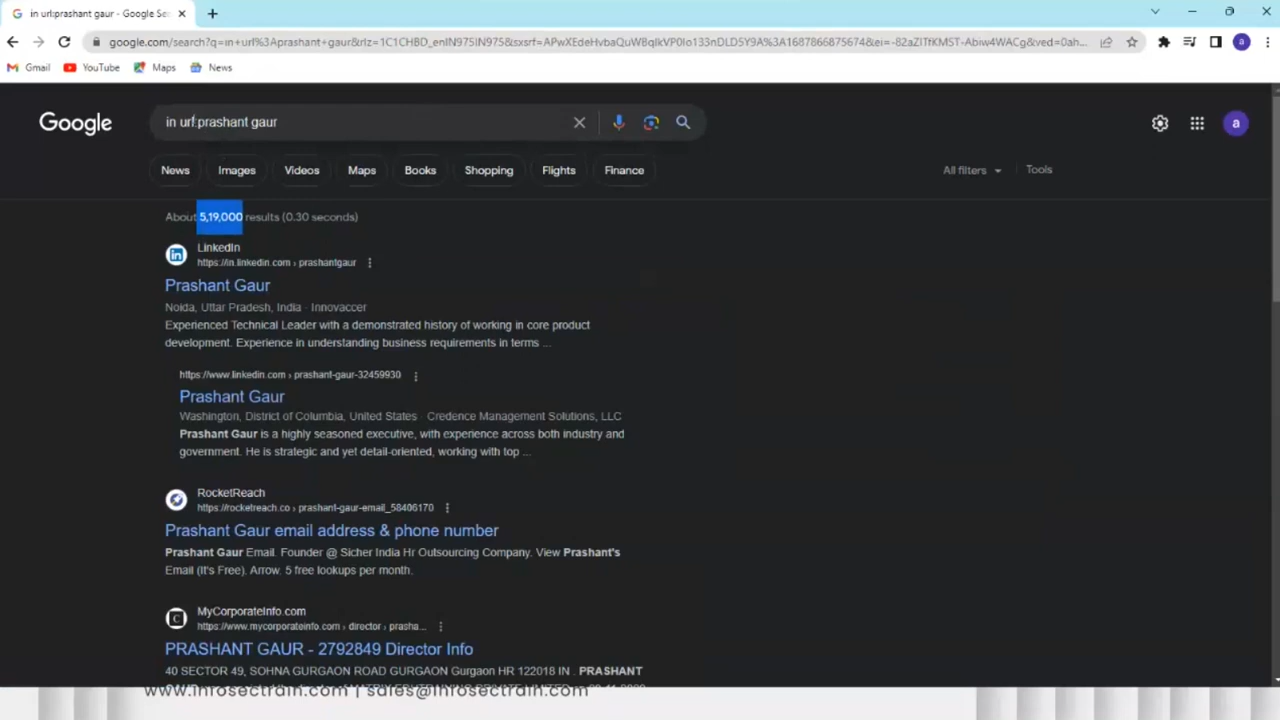 in url:prashant gaur - Google Se
google.com/search?q=in+url%3Aprashant+gaur&rlz=1C1CHBD_enIN975IN975&sxsrf=APwXEdeHvbaQuWBqlkVP0Io133nDLD5Y9A%3A1687866875674&ei=-82aZITfKMST-Abiw4WACg&ved=0ah...
a
Gmail
YouTube
Maps
News
Google
in url:prashant gaur
a
News
Images
Videos
Maps
Books
Shopping
Flights
Finance
All filters
Tools
About 5,19,000 results (0.30 seconds)
LinkedIn
https://in.linkedin.com › prashantgaur
Prashant Gaur
Noida, Uttar Pradesh, India · Innovaccer
Experienced Technical Leader with a demonstrated history of working in core product
development. Experience in understanding business requirements in terms ...
https://www.linkedin.com › prashant-gaur-32459930
Prashant Gaur
Washington, District of Columbia, United States · Credence Management Solutions, LLC
Prashant Gaur is a highly seasoned executive, with experience across both industry and
government. He is strategic and yet detail-oriented, working with top ...
RocketReach
https://rocketreach.co › prashant-gaur-email_58406170
Prashant Gaur email address & phone number
Prashant Gaur Email. Founder @ Sicher India Hr Outsourcing Company. View Prashant's
Email (It's Free). Arrow. 5 free lookups per month.
MyCorporateInfo.com
https://www.mycorporateinfo.com › director › prasha...
PRASHANT GAUR - 2792849 Director Info
40 SECTOR 49, SOHNA GURGAON ROAD GURGAON Gurgaon HR 122018 IN . PRASHANT
www.infosectrain.com | sales@infosectrain.com